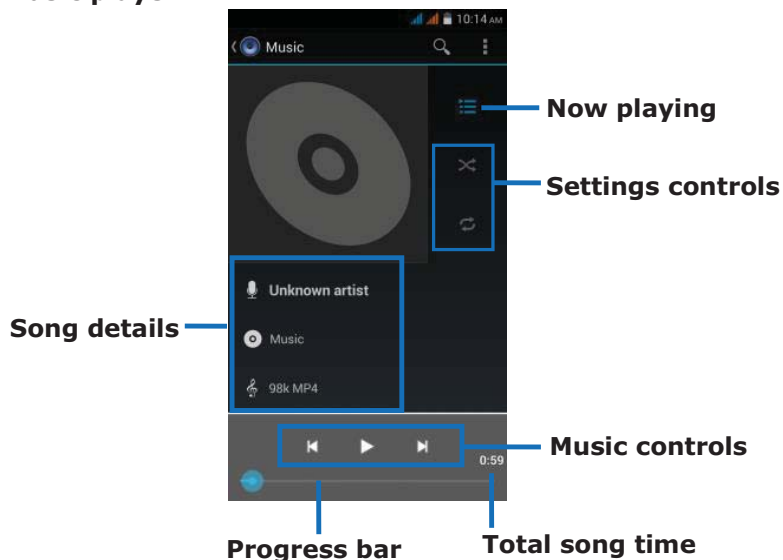 10:14 AM
Music
Now playing
Settings controls
Unknown artist
Song details
Music
98k MP4
Music controls
0:59
Progress bar
Total song time